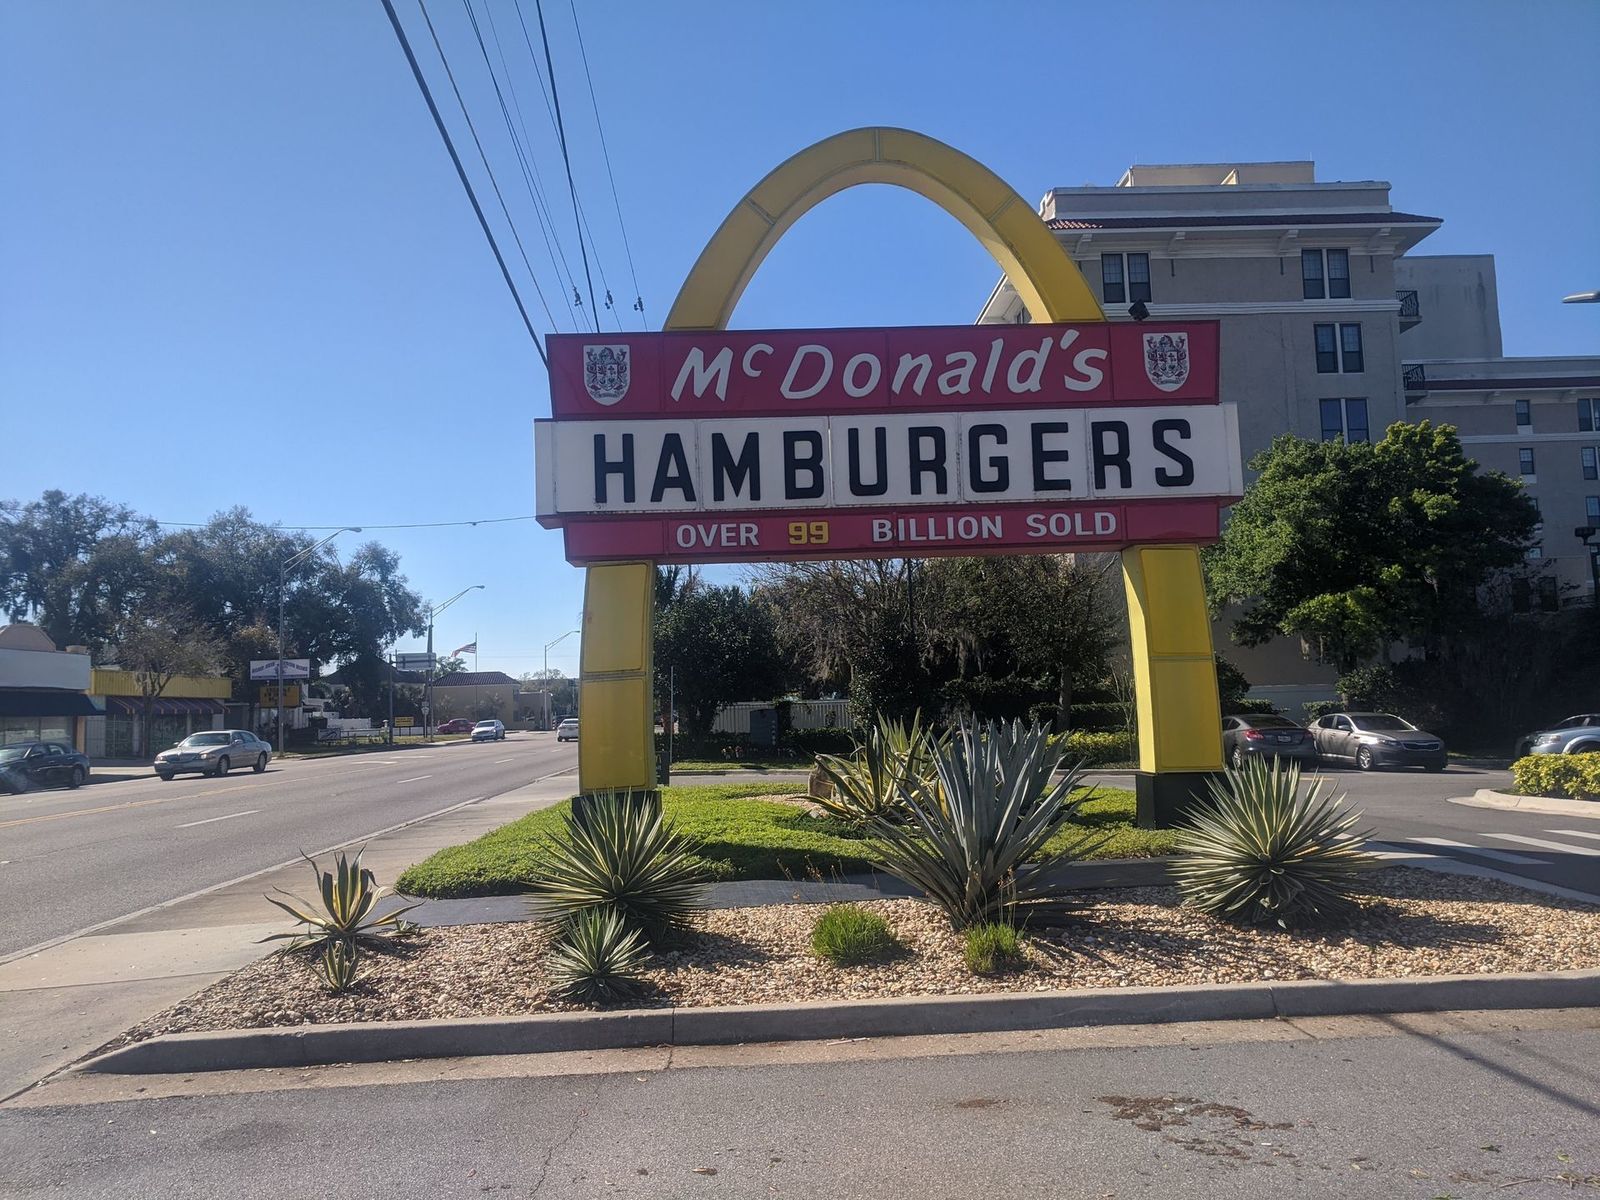 McDonald's
HAMBURGERS
OVER 99 BILLION SOLD